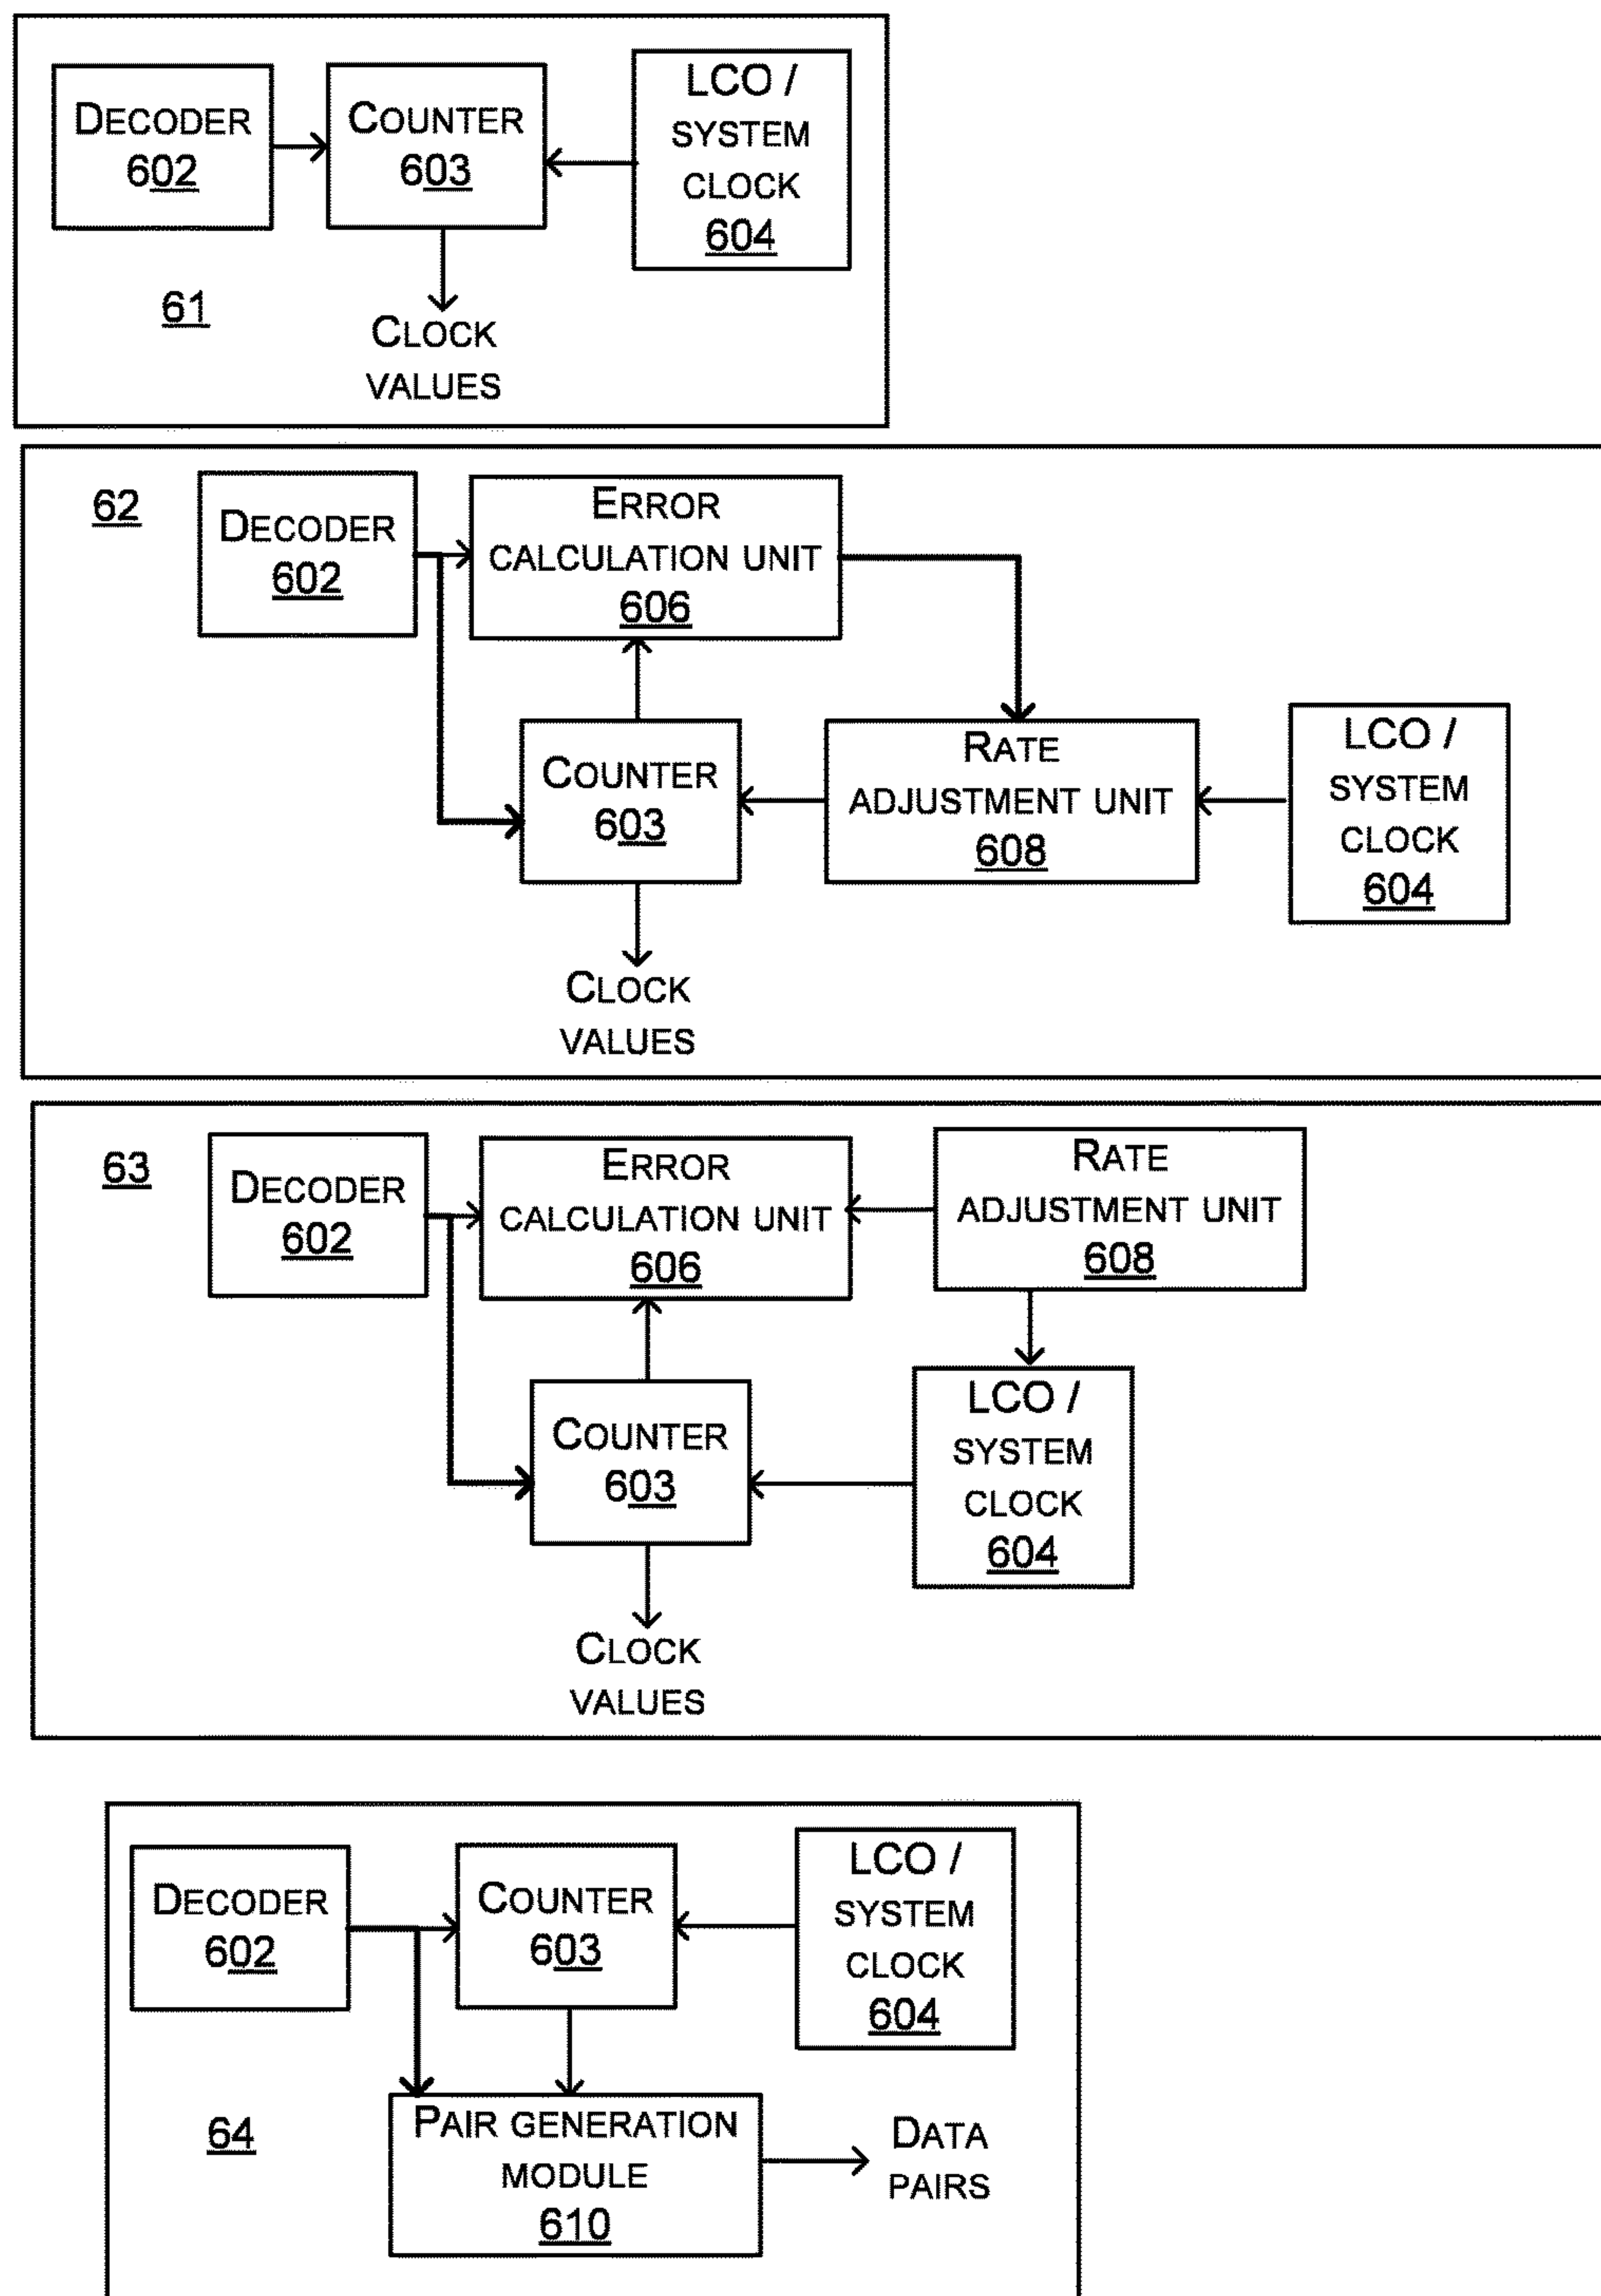 DECODER
602
COUNTER
603
LCO /
SYSTEM
CLOCK
604
61
CLOCK
VALUES
62
DECODER
602
ERROR
CALCULATION UNIT
606
COUNTER
603
RATE
ADJUSTMENT UNIT
608
LCO /
SYSTEM
CLOCK
604
CLOCK
VALUES
63
DECODER
602
ERROR
CALCULATION UNIT
606
RATE
ADJUSTMENT UNIT
608
COUNTER
603
LCO /
SYSTEM
CLOCK
604
CLOCK
VALUES
DECODER
602
COUNTER
603
LCO /
SYSTEM
CLOCK
604
64
PAIR GENERATION
MODULE
610
DATA
PAIRS